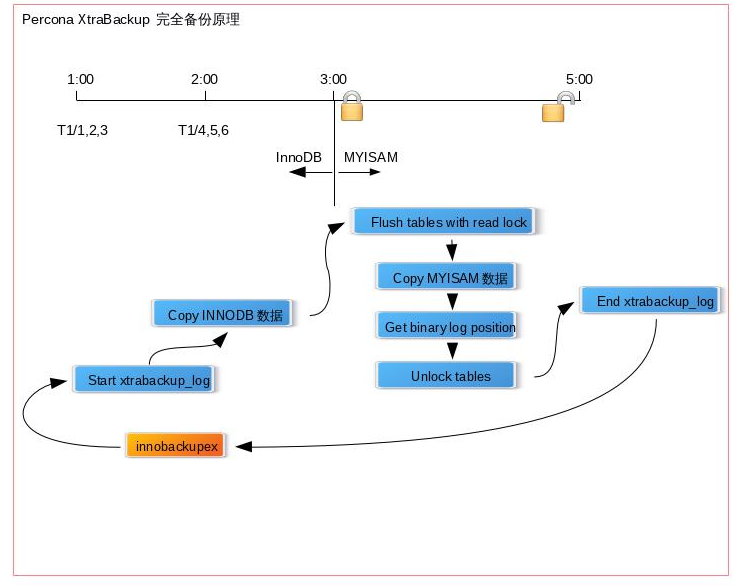 Percona XtraBackup 完全备份原理
1:00 2:00 3:00 5:00
T1/1,2,3 T1/4,5,6
InnoDB MYISAM
Flush tables with read lock
Copy MYISAM 数据
End xtrabackup_log
Copy INNODB 数据
Get binary log position
Start xtrabackup_log
Unlock tables
innobackupex